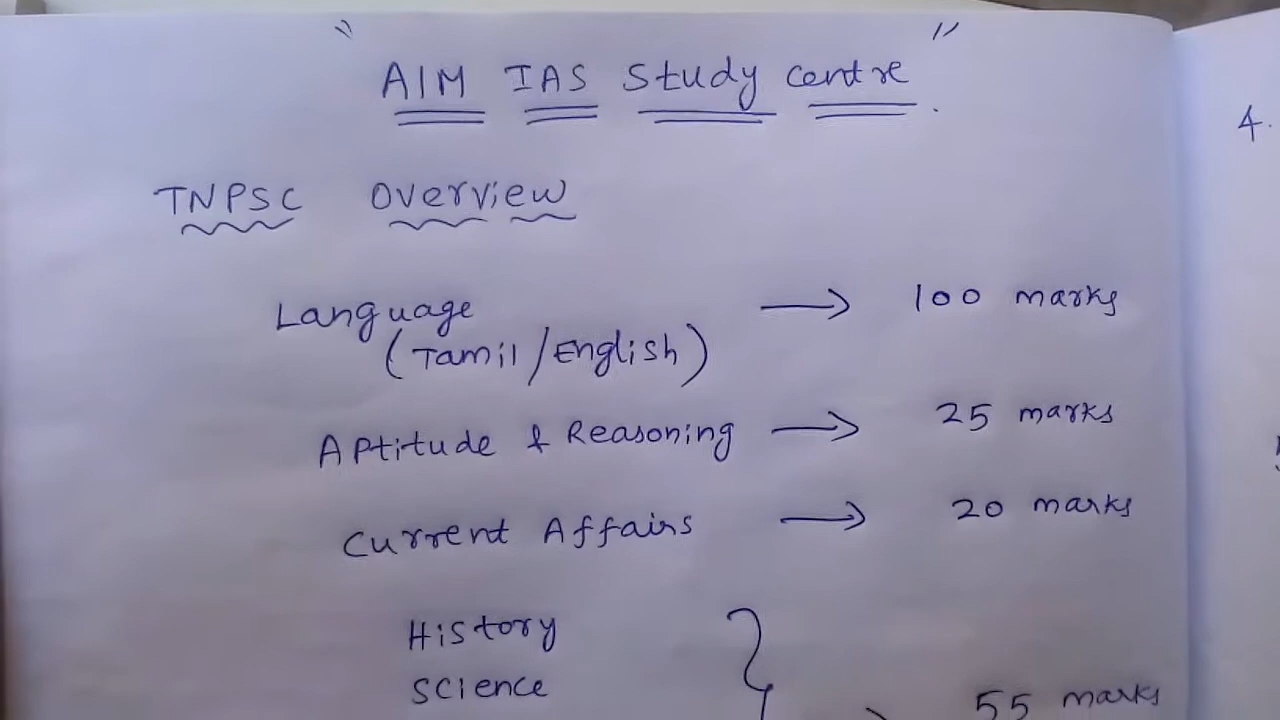 " AIM IAS Study Centre ".
TNPSC Overview
Language → 100 marks
(Tamil/English)
Aptitude & Reasoning → 25 marks
Current Affairs → 20 marks
History
Science
55 marks
4.